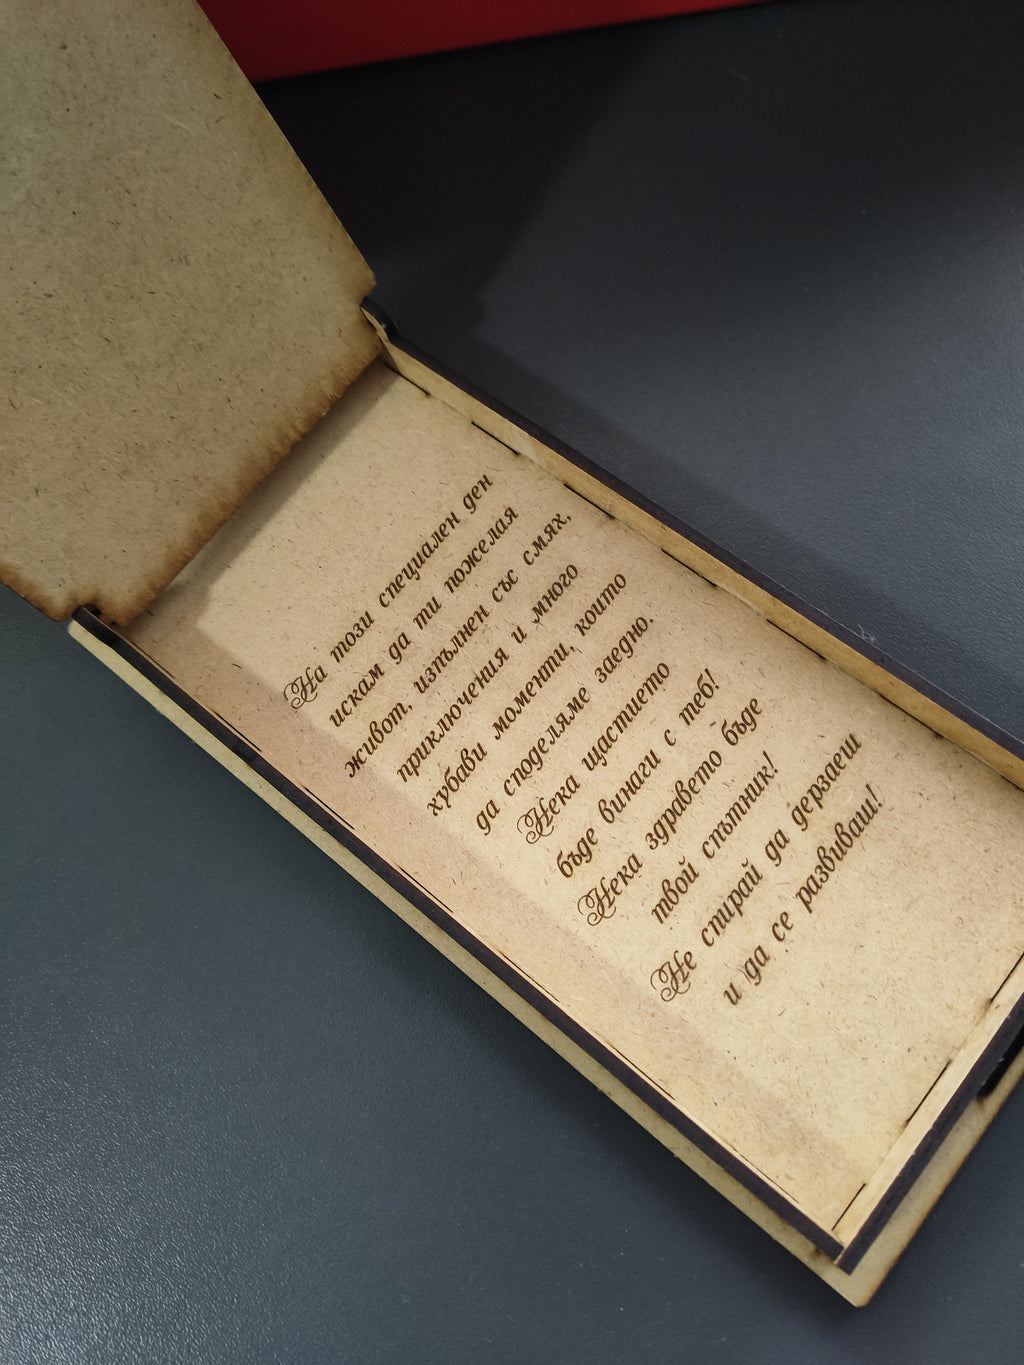 На този специален ден
искам да ти пожелая
живот, изпълнен със смях,
приключения и много
хубави моменти, които
да споделяме заедно.
Нека щастието
бъде винаги с теб!
Нека здравето бъде
твой спътник!
Не спирай да дерзаеш
и да се развиваш!